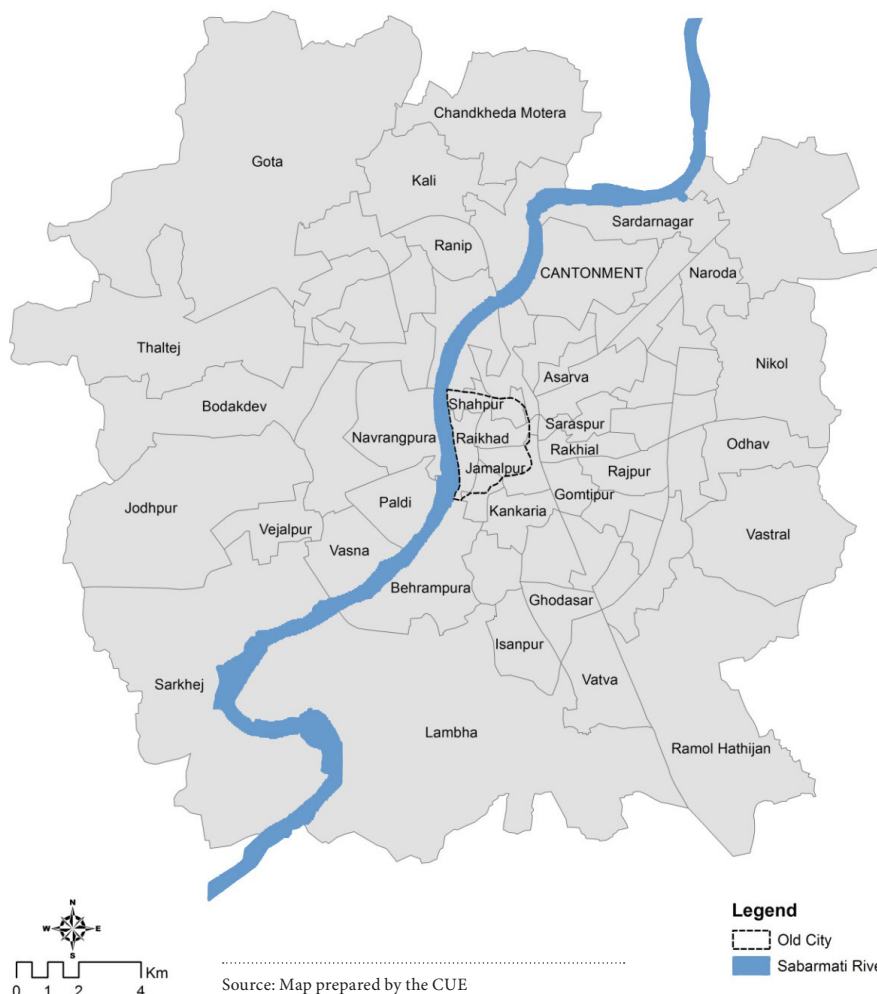 Chandkheda Motera
Gota
Kali
Sardarnagar
Ranip
CANTONMENT
Naroda
Thaltej
Nikol
Asarva
Bodakdev
Shahpur
Saraspur
Navrangpura
Raikhad
Rakhial
Odhav
Jamalpur
Rajpur
Paldi
Gomtipur
Jodhpur
Kankaria
Vejalpur
Vastral
Vasna
Behrampura
Ghodasar
Isanpur
Sarkhej
Vatva
Lambha
Ramol Hathijan
N
W E
S
Km
0 1 2 4
Legend
Old City
Sabarmati Rive
Source: Map prepared by the CUE